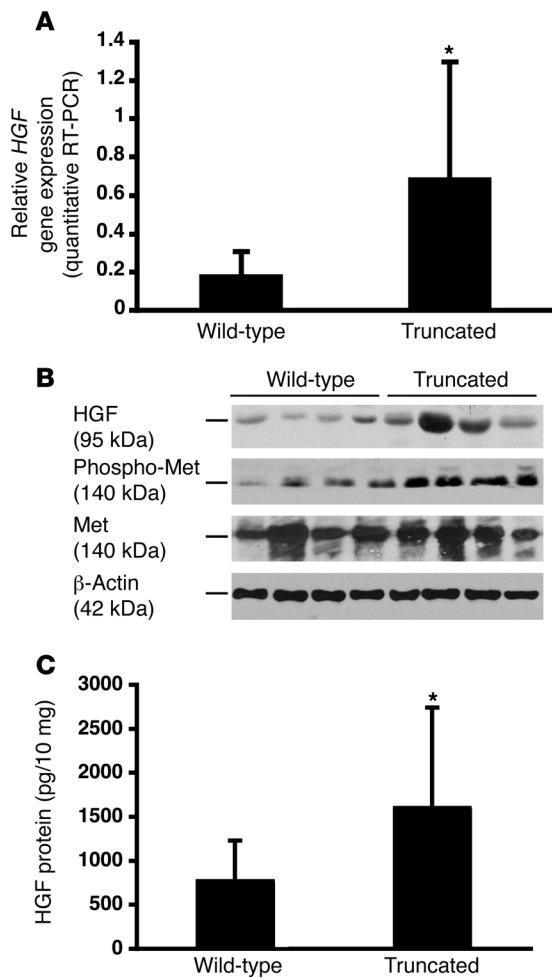 A
Relative HGF
gene expression
(quantitative RT-PCR)
1.4
1.2
1
0.8
0.6
0.4
0.2
0
*
Wild-type Truncated
B
Wild-type Truncated
HGF
(95 kDa)
Phospho-Met
(140 kDa)
Met
(140 kDa)
β-Actin
(42 kDa)
C
HGF protein (pg/10 mg)
3000
2500
2000
1500
1000
500
0
*
Wild-type Truncated